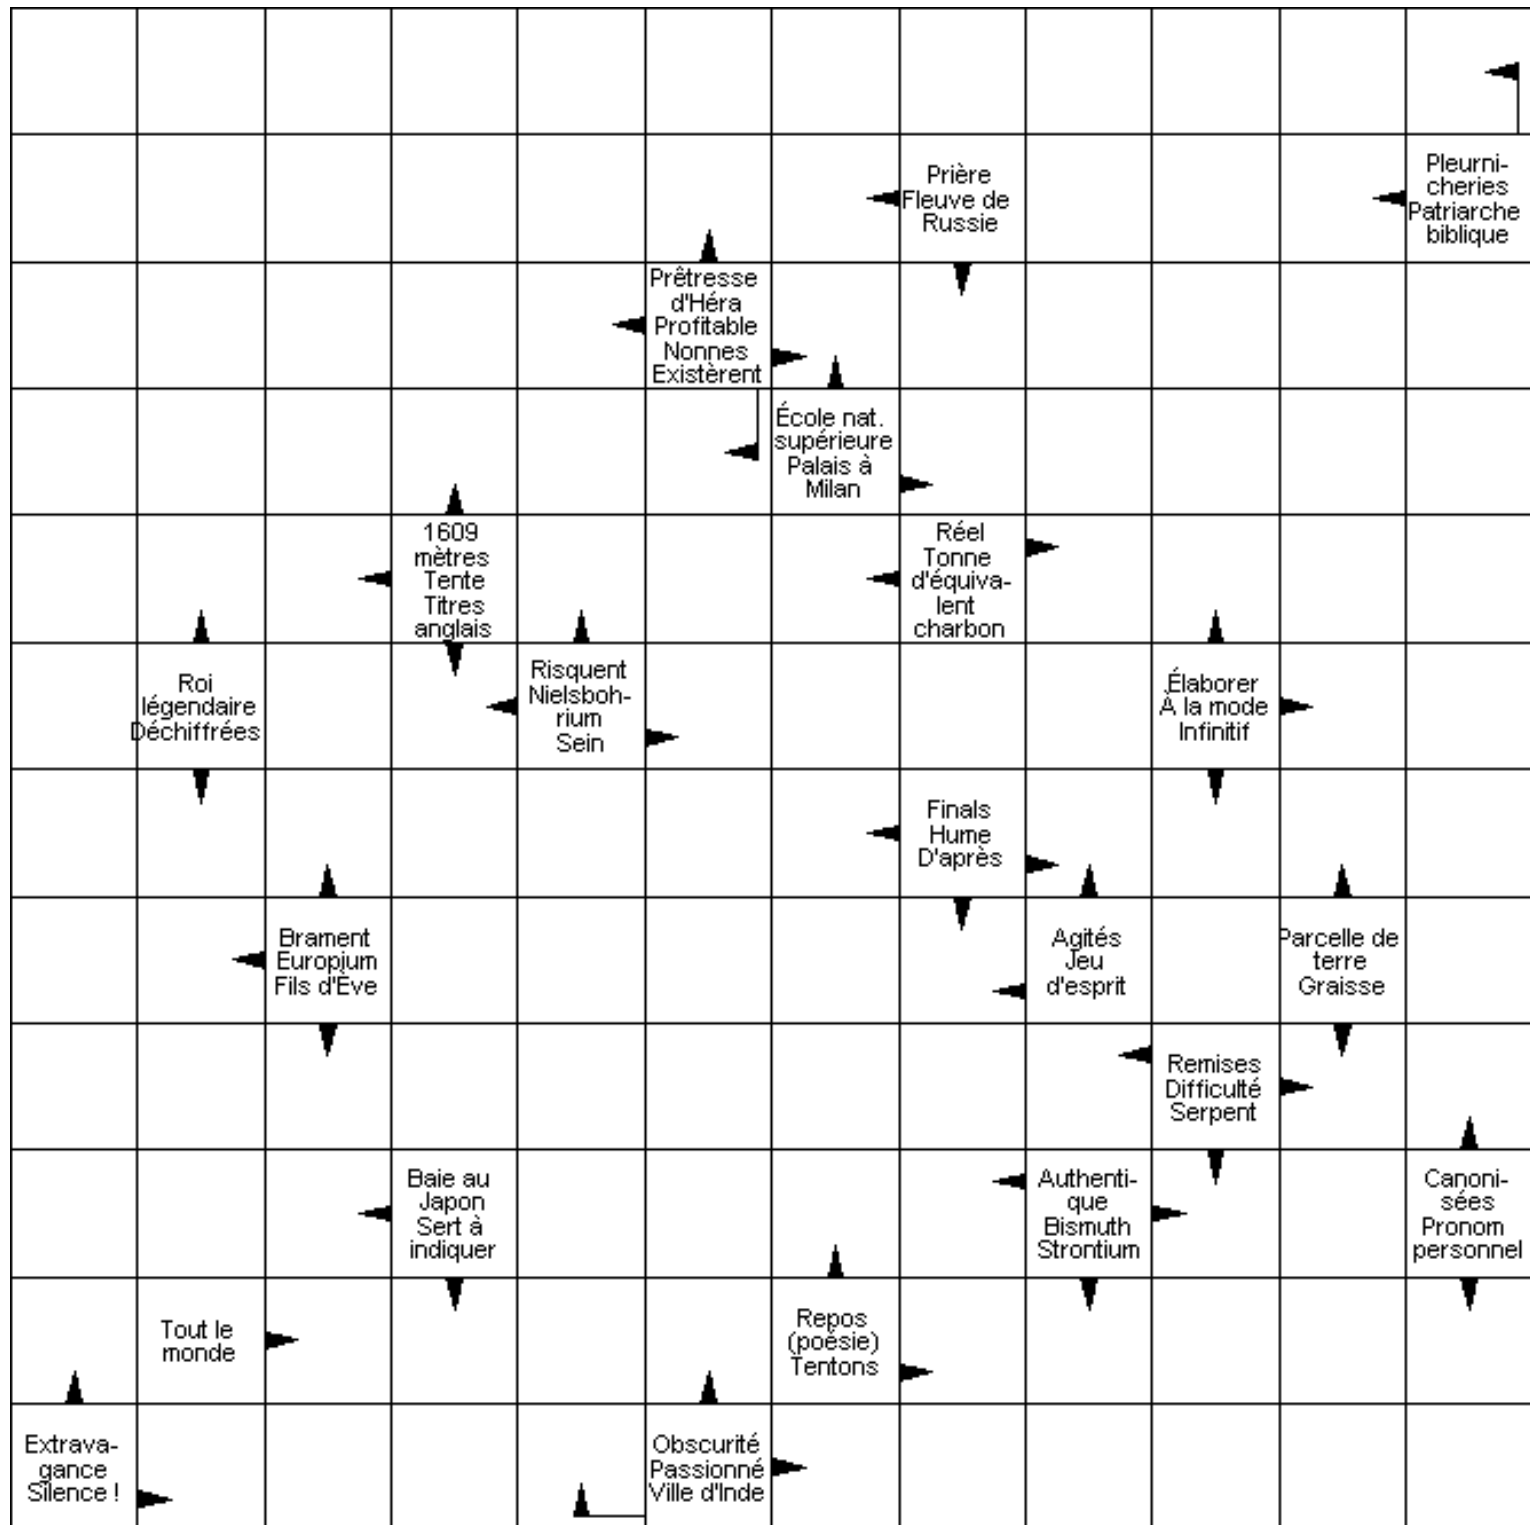 Prière
Fleuve de
Russie
Pleurni-
cheries
Patriarche
biblique
Prêtresse
d'Héra
Profitable
Nonnes
Existèrent
École nat.
supérieure
Palais à
Milan
1609
mètres
Tente
Titres
anglais
Réel
Tonne
d'équiva-
lent
charbon
Roi
légendaire
Déchiffrées
Risquent
Nielsboh-
rium
Sein
Élaborer
À la mode
Infinitif
Finals
Hume
D'après
Brament
Europium
Fils d'Ève
Agités
Jeu
d'esprit
Parcelle de
terre
Graisse
Remises
Difficulté
Serpent
Baie au
Japon
Sert à
indiquer
Authenti-
que
Bismuth
Strontium
Canoni-
sées
Pronom
personnel
Tout le
monde
Repos
(poésie)
Tentons
Extrava-
gance
Silence !
Obscurité
Passionné
Ville d'Inde